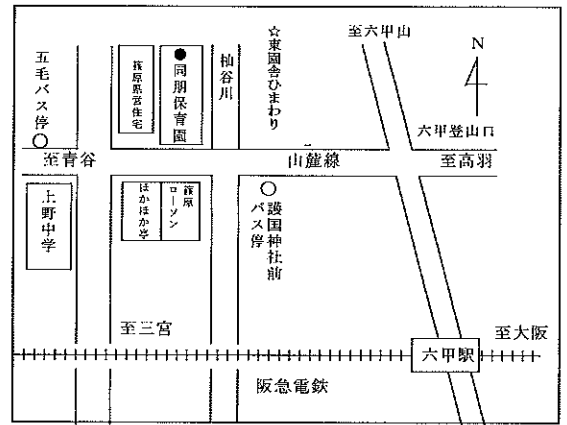 至六甲山
N
六甲登山口
☆東園舎ひまわり
杣谷川
●同朋保育園
篠原県営住宅
五毛バス停
至青谷
山麓線
至高羽
上野中学
ほかほか亭
篠原
ローソン
護国神社前
バス停
至三宮
至大阪
六甲駅
阪急電鉄